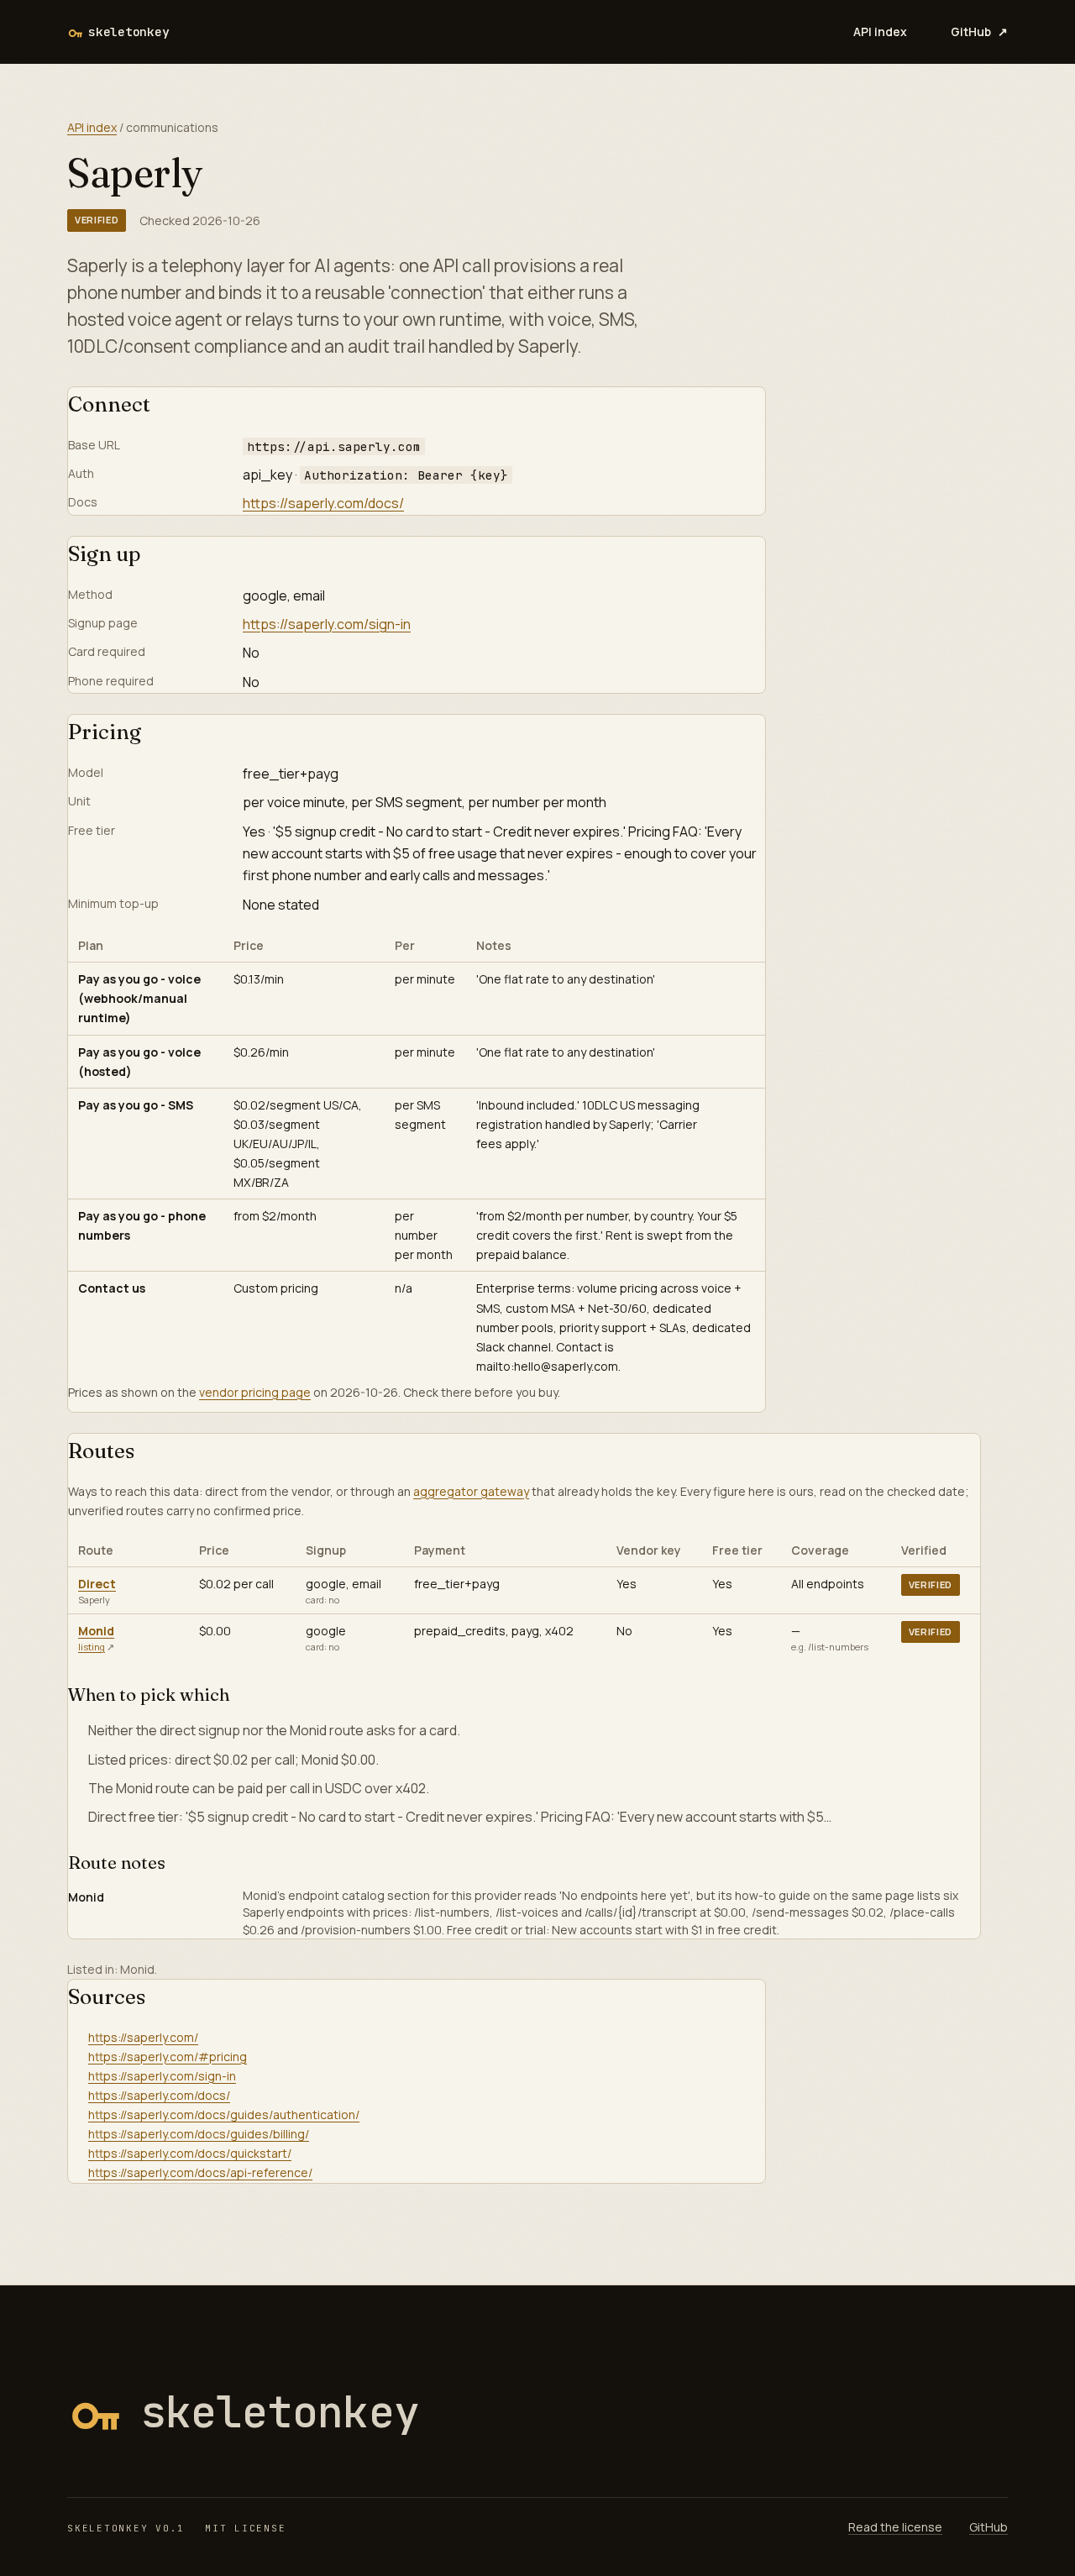 skeletonkey
API index
GitHub ↗
API index / communications
Saperly
VERIFIED
Checked 2026-10-26
Saperly is a telephony layer for AI agents: one API call provisions a real
phone number and binds it to a reusable 'connection' that either runs a
hosted voice agent or relays turns to your own runtime, with voice, SMS,
10DLC/consent compliance and an audit trail handled by Saperly.
Connect
Base URL
https://api.saperly.com
Auth
api_key · Authorization: Bearer {key}
Docs
https://saperly.com/docs/
Sign up
Method
google, email
Signup page
https://saperly.com/sign-in
Card required
No
Phone required
No
Pricing
Model
free_tier+payg
Unit
per voice minute, per SMS segment, per number per month
Free tier
Yes · '$5 signup credit - No card to start - Credit never expires.' Pricing FAQ: 'Every
new account starts with $5 of free usage that never expires - enough to cover your
first phone number and early calls and messages.'
Minimum top-up
None stated
Plan
Price
Per
Notes
Pay as you go - voice
(webhook/manual
runtime)
$0.13/min
per minute
'One flat rate to any destination'
Pay as you go - voice
(hosted)
$0.26/min
per minute
'One flat rate to any destination'
Pay as you go - SMS
$0.02/segment US/CA,
$0.03/segment
UK/EU/AU/JP/IL,
$0.05/segment
MX/BR/ZA
per SMS
segment
'Inbound included.' 10DLC US messaging
registration handled by Saperly; 'Carrier
fees apply.'
Pay as you go - phone
numbers
from $2/month
per
number
per month
'from $2/month per number, by country. Your $5
credit covers the first.' Rent is swept from the
prepaid balance.
Contact us
Custom pricing
n/a
Enterprise terms: volume pricing across voice +
SMS, custom MSA + Net-30/60, dedicated
number pools, priority support + SLAs, dedicated
Slack channel. Contact is
mailto:hello@saperly.com.
Prices as shown on the vendor pricing page on 2026-10-26. Check there before you buy.
Routes
Ways to reach this data: direct from the vendor, or through an aggregator gateway that already holds the key. Every figure here is ours, read on the checked date;
unverified routes carry no confirmed price.
Route
Price
Signup
Payment
Vendor key
Free tier
Coverage
Verified
Direct
Saperly
$0.02 per call
google, email
card: no
free_tier+payg
Yes
Yes
All endpoints
VERIFIED
Monid
listing ↗
$0.00
google
card: no
prepaid_credits, payg, x402
No
Yes
—
e.g. /list-numbers
VERIFIED
When to pick which
Neither the direct signup nor the Monid route asks for a card.
Listed prices: direct $0.02 per call; Monid $0.00.
The Monid route can be paid per call in USDC over x402.
Direct free tier: '$5 signup credit - No card to start - Credit never expires.' Pricing FAQ: 'Every new account starts with $5…
Route notes
Monid
Monid's endpoint catalog section for this provider reads 'No endpoints here yet', but its how-to guide on the same page lists six
Saperly endpoints with prices: /list-numbers, /list-voices and /calls/{id}/transcript at $0.00, /send-messages $0.02, /place-calls
$0.26 and /provision-numbers $1.00. Free credit or trial: New accounts start with $1 in free credit.
Listed in: Monid.
Sources
https://saperly.com/
https://saperly.com/#pricing
https://saperly.com/sign-in
https://saperly.com/docs/
https://saperly.com/docs/guides/authentication/
https://saperly.com/docs/guides/billing/
https://saperly.com/docs/quickstart/
https://saperly.com/docs/api-reference/
skeletonkey
SKELETONKEY V0.1
MIT LICENSE
Read the license
GitHub